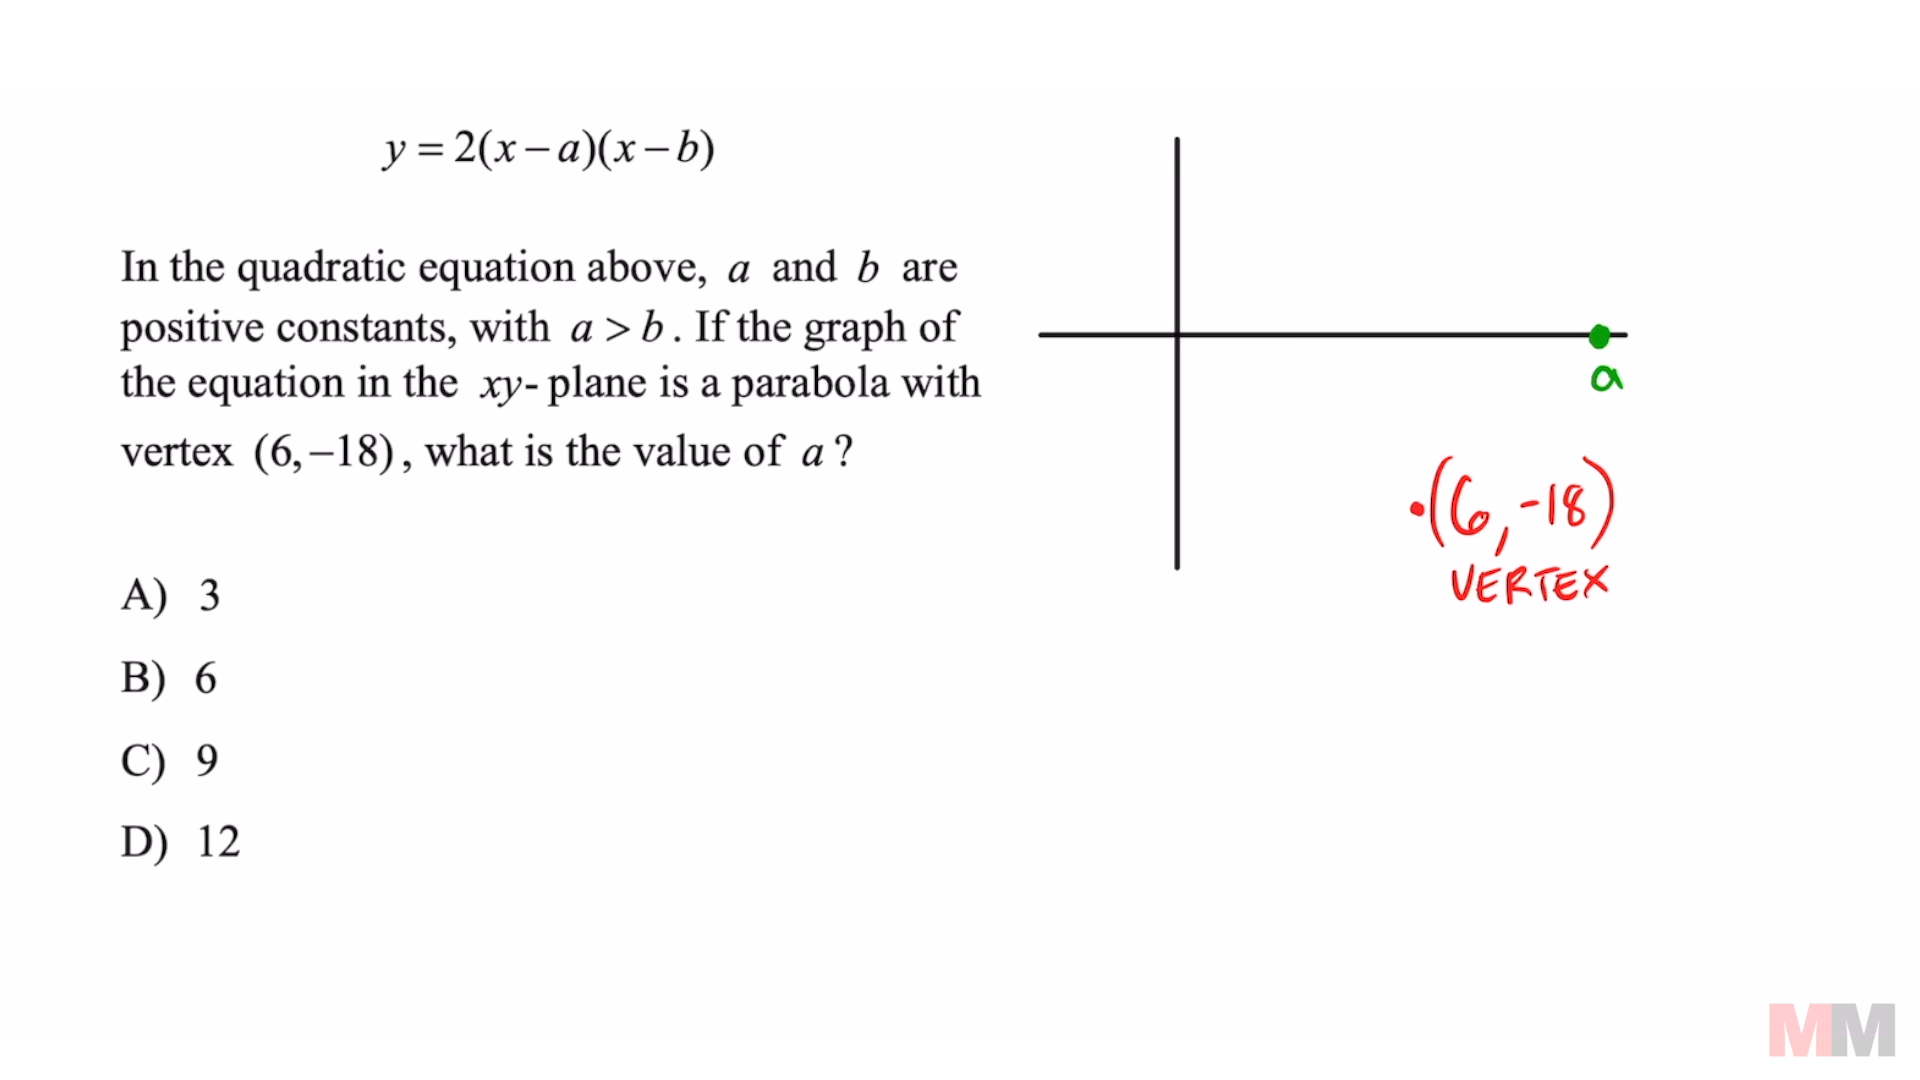 y = 2(x − a)(x − b)
In the quadratic equation above, a and b are
positive constants, with a > b. If the graph of
the equation in the xy-plane is a parabola with
vertex (6, −18), what is the value of a?
A) 3
B) 6
C) 9
D) 12
a
(6, -18)
VERTEX
MM